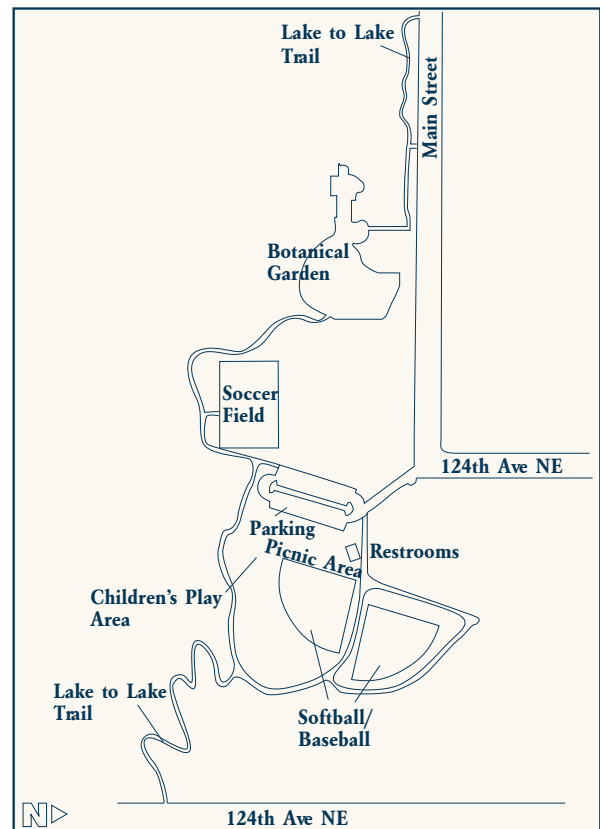 Lake to Lake
Trail
Main Street
Botanical
Garden
Soccer
Field
124th Ave NE
Parking
Picnic Area
Restrooms
Children's Play
Area
Lake to Lake
Trail
Softball/
Baseball
N
124th Ave NE